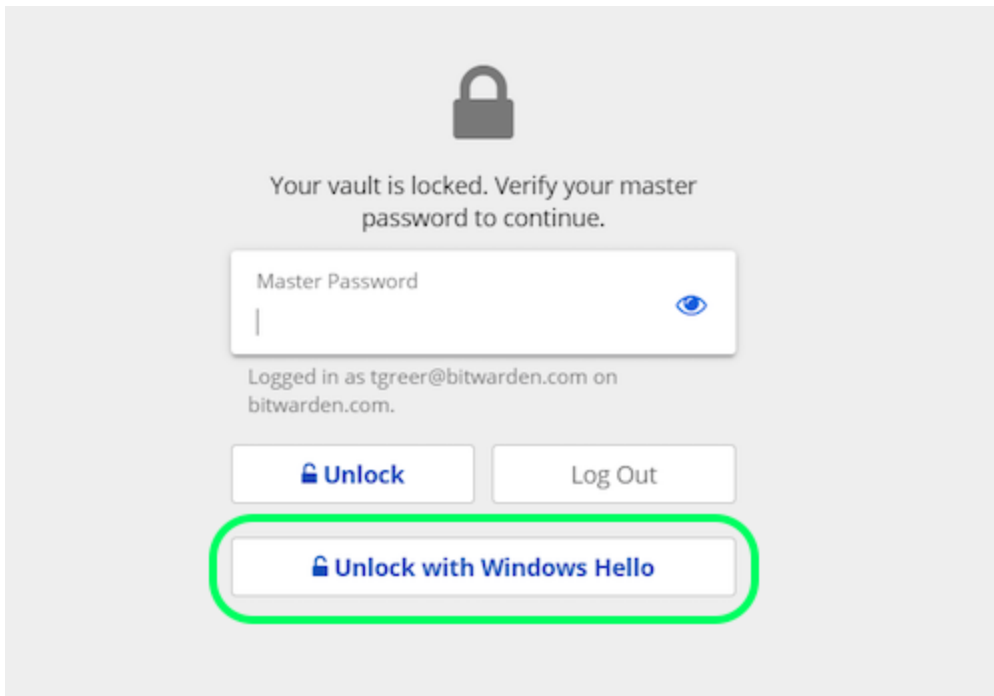 Your vault is locked. Verify your master
password to continue.
Master Password
Logged in as tgreer@bitwarden.com on
bitwarden.com.
Unlock
Log Out
Unlock with Windows Hello